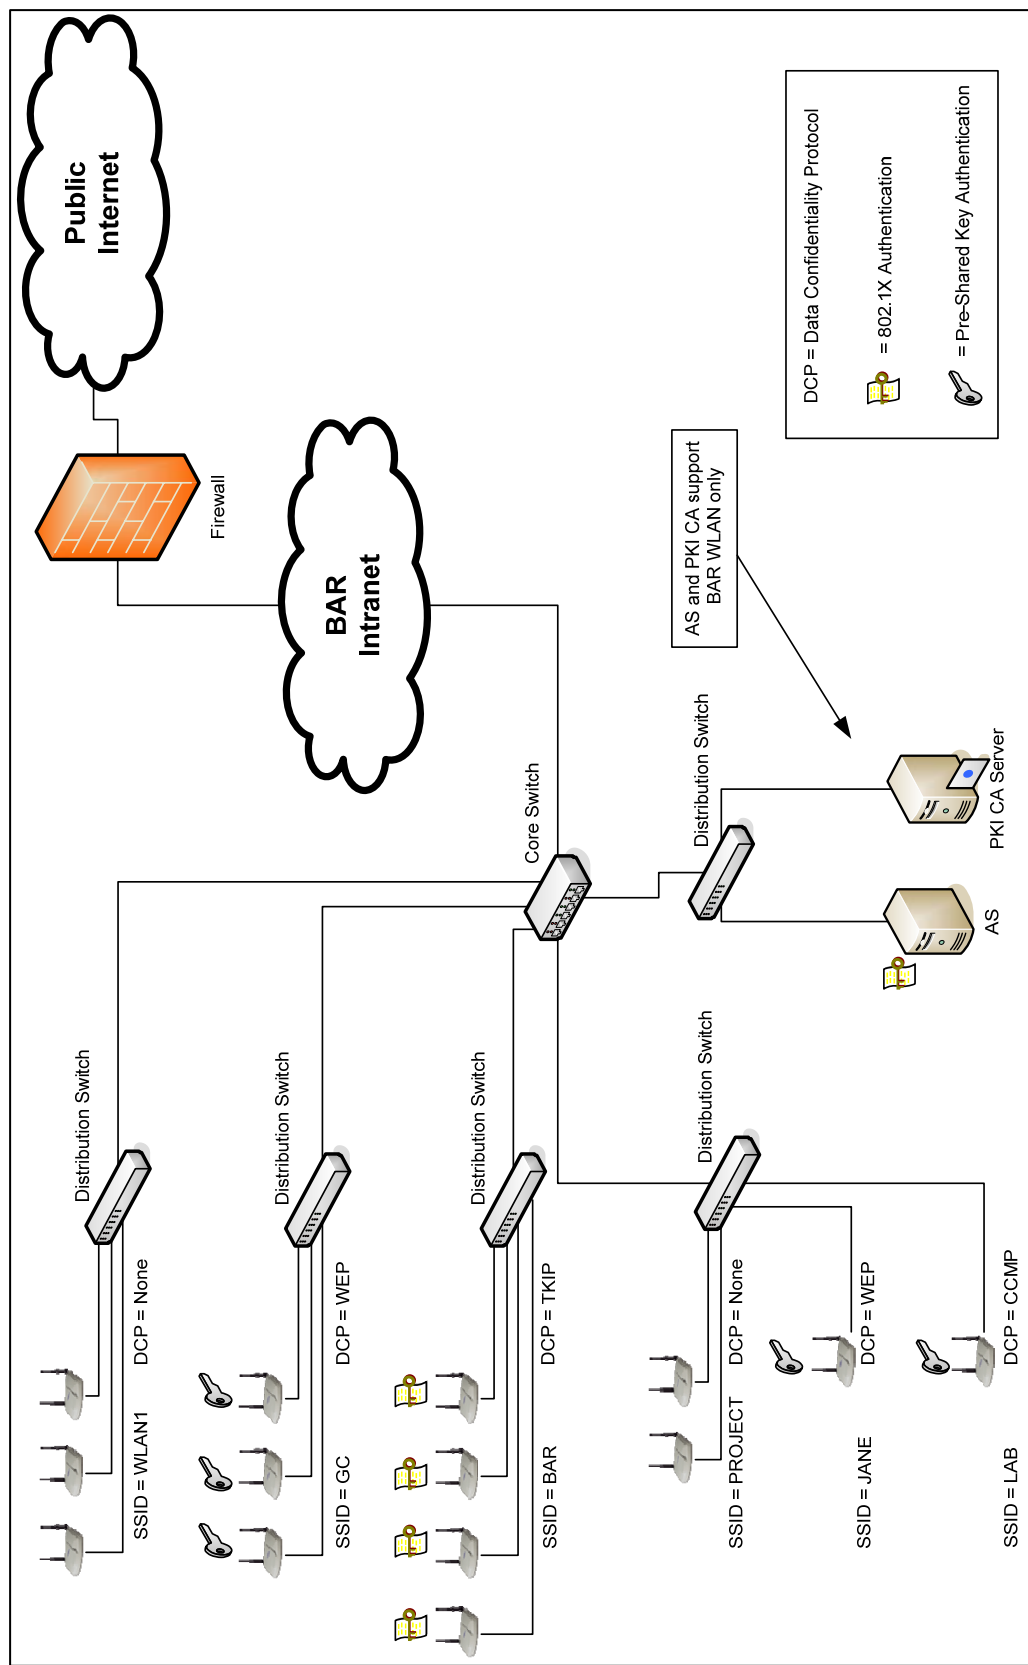 Public
Internet
Firewall
BAR
Intranet
Core Switch
Distribution Switch
Distribution Switch
Distribution Switch
Distribution Switch
Distribution Switch
SSID = WLAN1
DCP = None
SSID = GC
DCP = WEP
SSID = BAR
DCP = TKIP
SSID = PROJECT
DCP = None
SSID = JANE
DCP = WEP
SSID = LAB
DCP = CCMP
AS
PKI CA Server
AS and PKI CA support
BAR WLAN only
DCP = Data Confidentiality Protocol
= 802.1X Authentication
= Pre-Shared Key Authentication